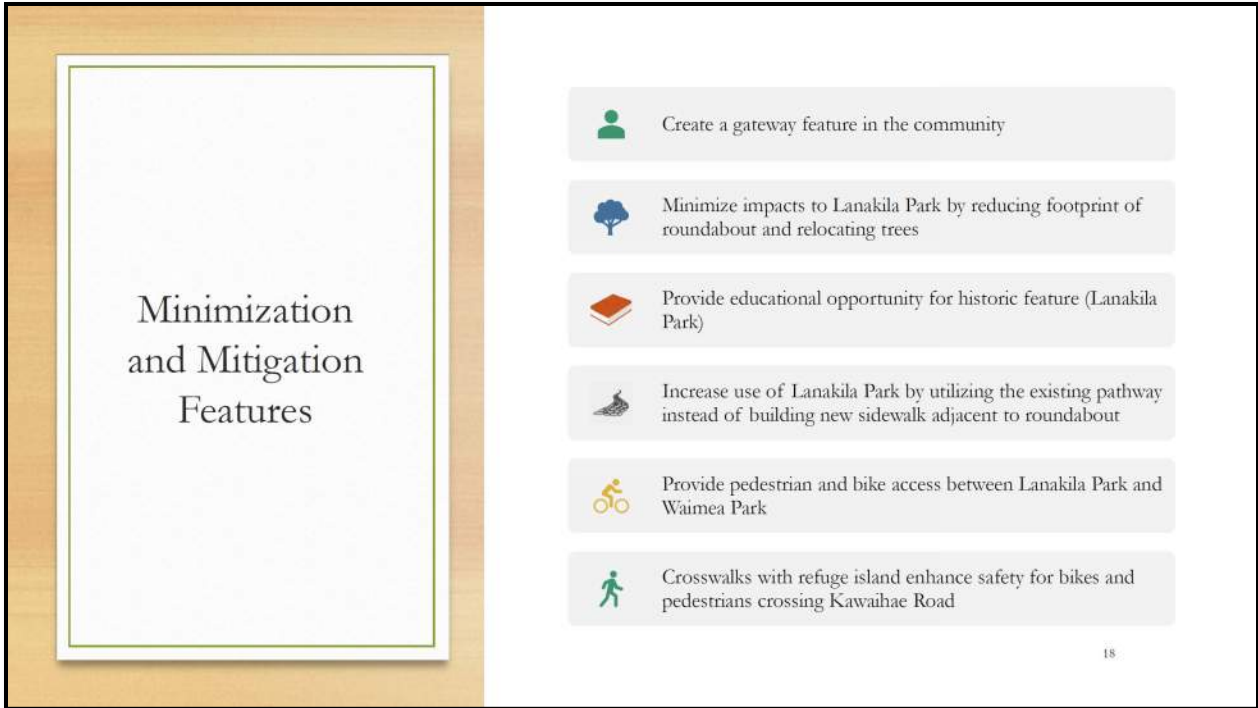 Minimization
and Mitigation
Features
Create a gateway feature in the community
Minimize impacts to Lanakila Park by reducing footprint of
roundabout and relocating trees
Provide educational opportunity for historic feature (Lanakila
Park)
Increase use of Lanakila Park by utilizing the existing pathway
instead of building new sidewalk adjacent to roundabout
Provide pedestrian and bike access between Lanakila Park and
Waimea Park
Crosswalks with refuge island enhance safety for bikes and
pedestrians crossing Kawaihae Road
18